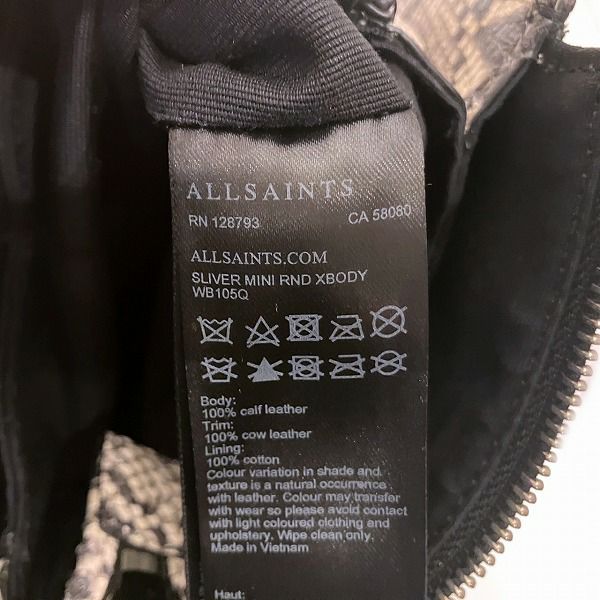 ALLSAINTS
RN 128793 CA 58080
ALLSAINTS.COM
SLIVER MINI RND XBODY
WB105Q
Body:
100% calf leather
Trim:
100% cow leather
Lining:
100% cotton
Colour variation in shade and
texture is a natural occurrence
with leather. Colour may transfer
with wear so please avoid contact
with light coloured clothing and
upholstery. Wipe clean only.
Made in Vietnam
Haut: